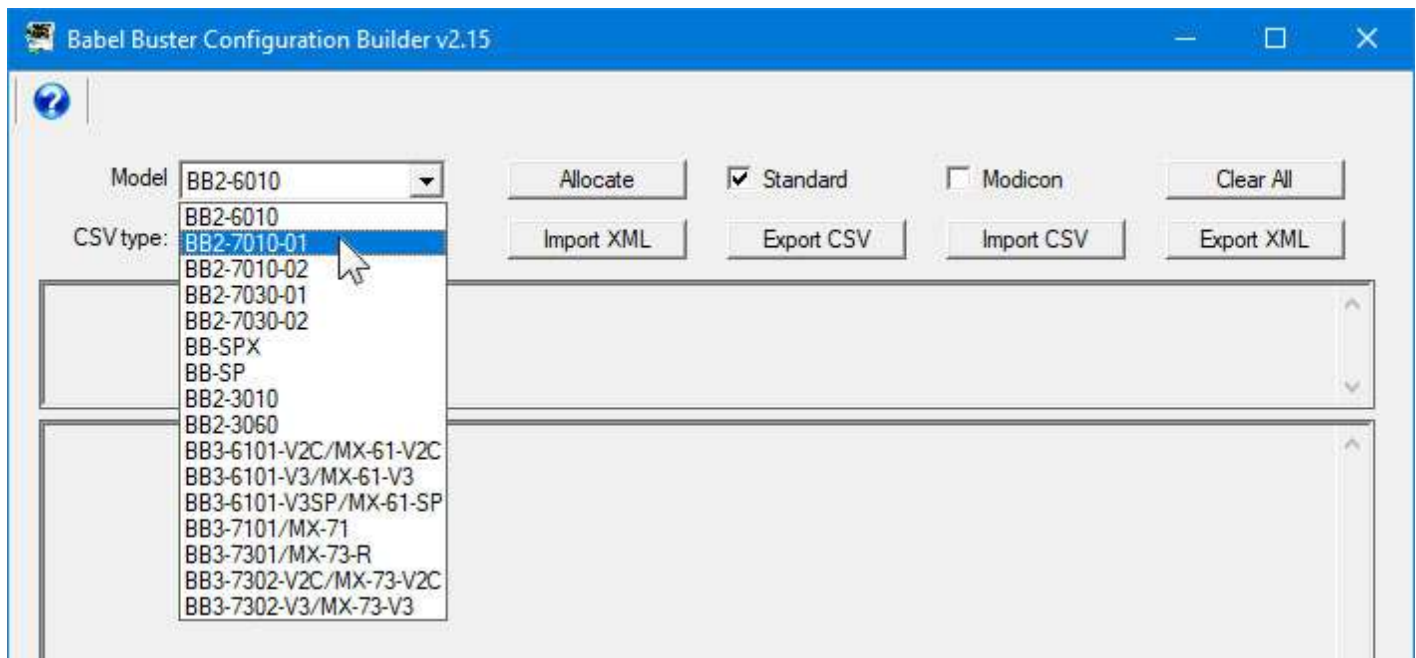 Babel Buster Configuration Builder v2.15
Model BB2-6010 Allocate Standard Modicon Clear All
CSV type: Import XML Export CSV Import CSV Export XML
BB2-6010
BB2-7010-01
BB2-7010-02
BB2-7030-01
BB2-7030-02
BB-SPX
BB-SP
BB2-3010
BB2-3060
BB3-6101-V2C/MX-61-V2C
BB3-6101-V3/MX-61-V3
BB3-6101-V3SP/MX-61-SP
BB3-7101/MX-71
BB3-7301/MX-73-R
BB3-7302-V2C/MX-73-V2C
BB3-7302-V3/MX-73-V3